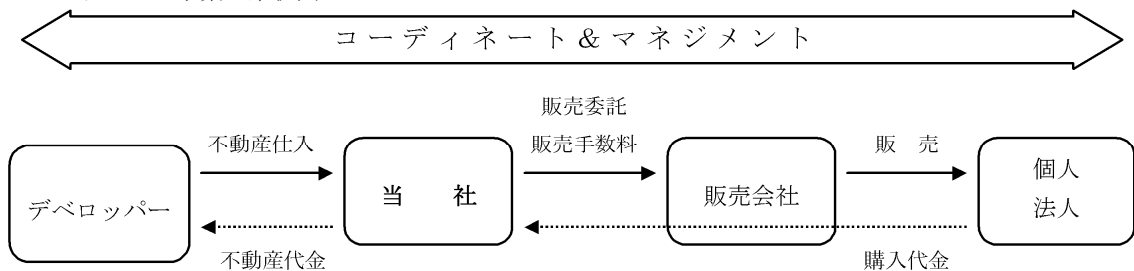 コーディネート&マネジメント
販売委託
不動産仕入
販売手数料
販 売
デベロッパー
当 社
販売会社
個人
法人
不動産代金
購入代金